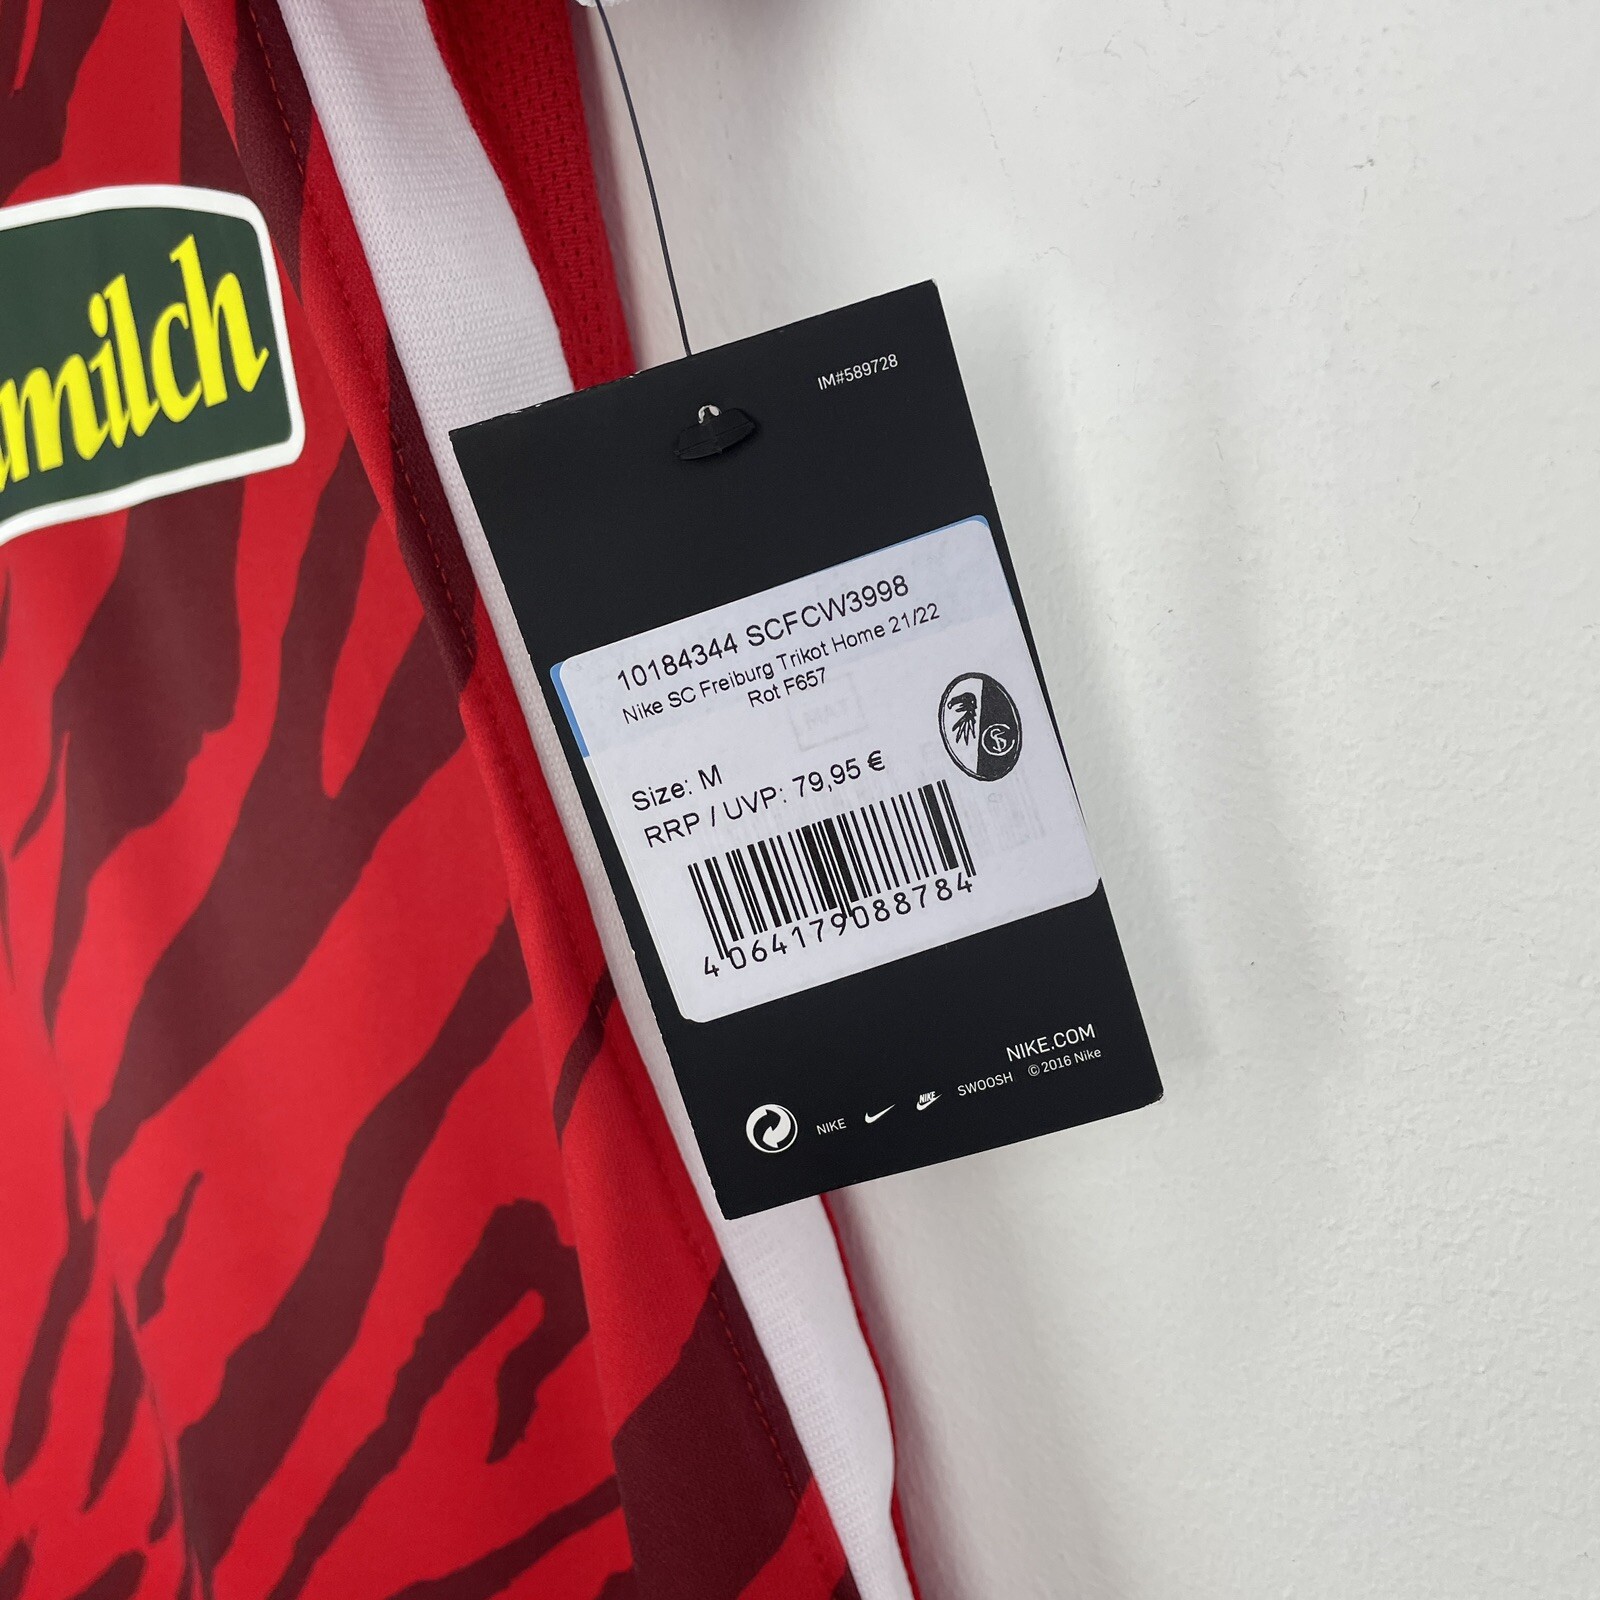 milch
IM#589728
10184344 SCFCW3998
Nike SC Freiburg Trikot Home 21/22
Rot F657
Size: M
RRP / UVP: 79,95 €
4064179088784
NIKE.COM
NIKE NIKE SWOOSH © 2016 Nike